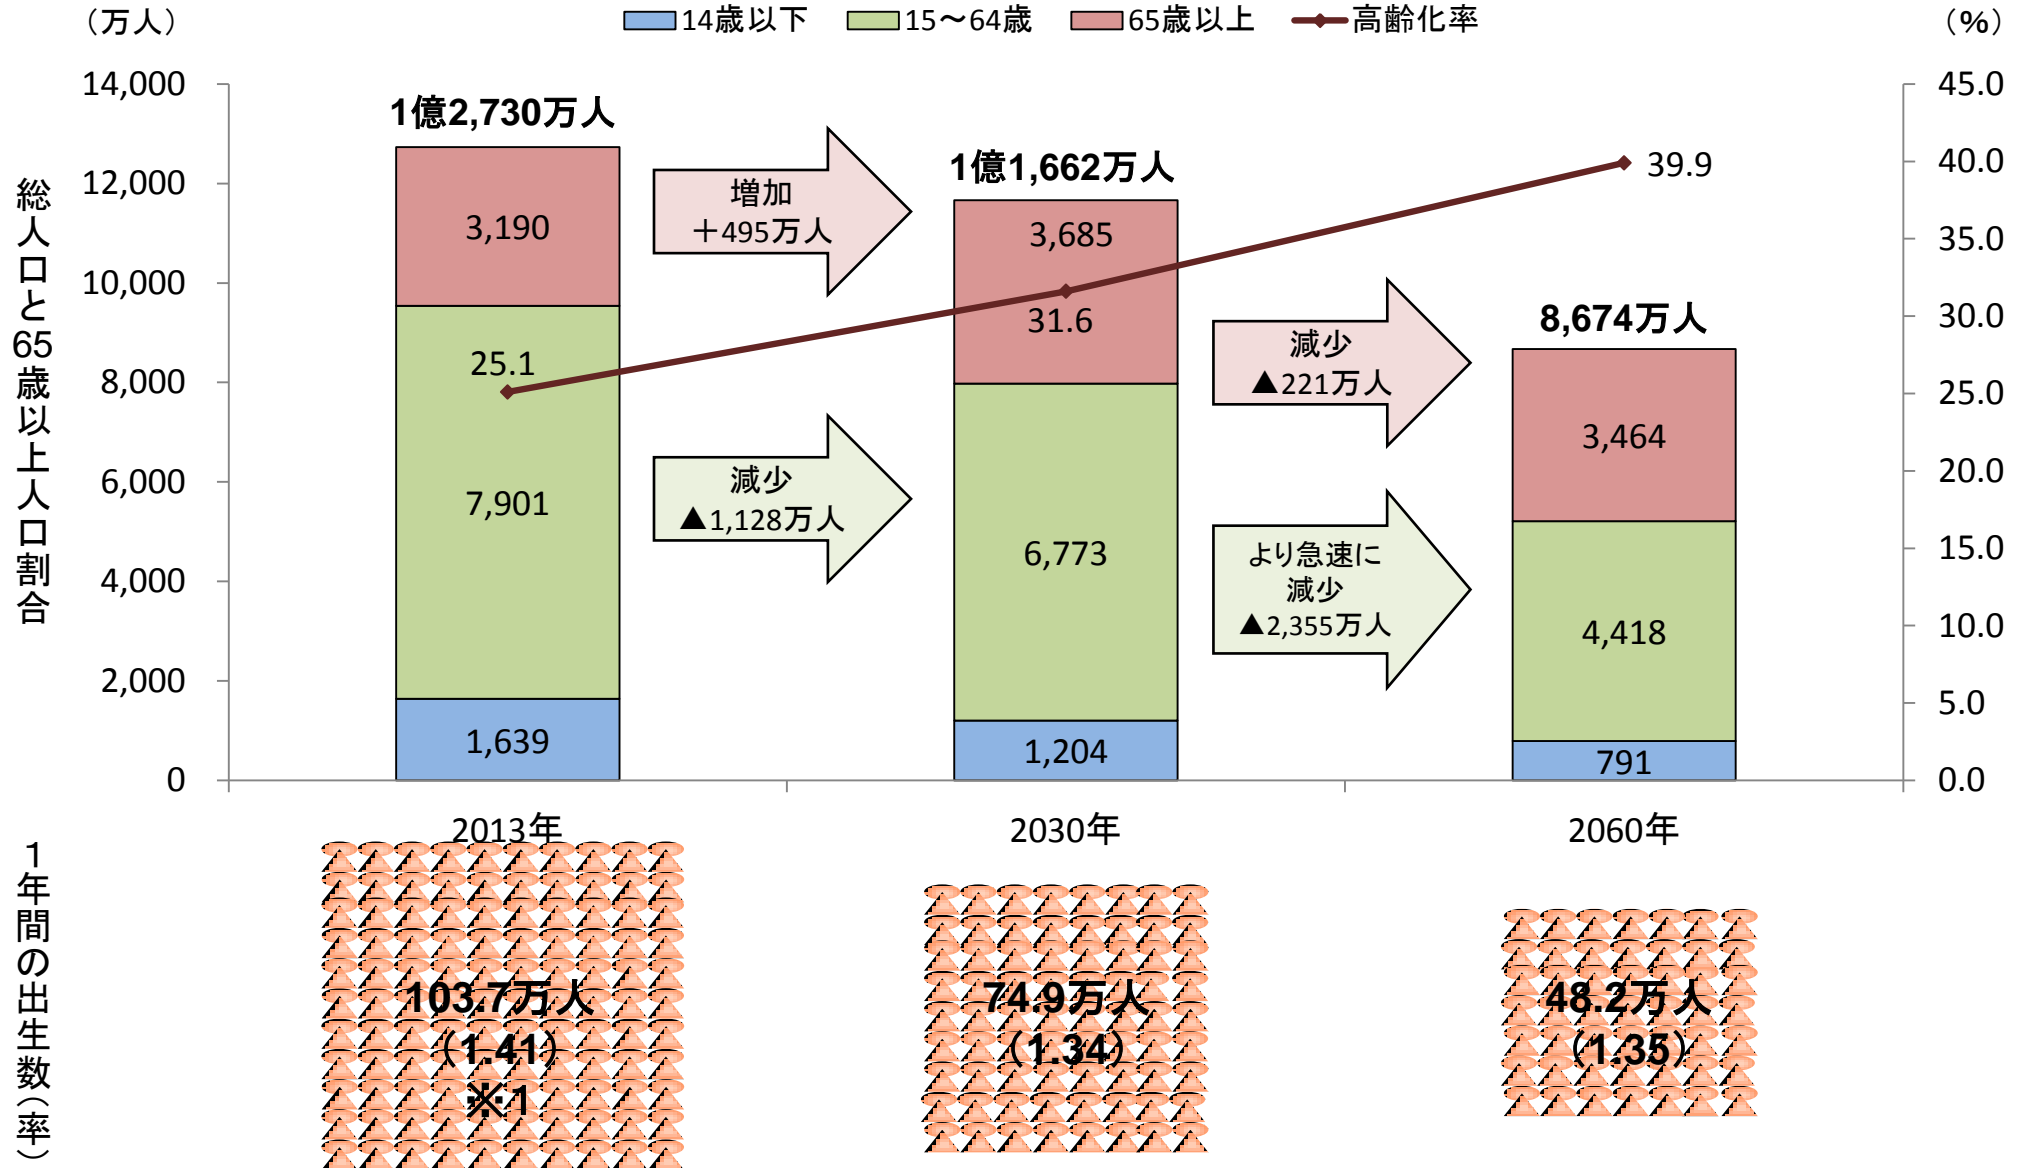 （万人）
14歳以下
15～64歳
65歳以上
高齢化率
（%）
総人口と65歳以上人口割合
14,000
12,000
10,000
8,000
6,000
4,000
2,000
0
45.0
40.0
35.0
30.0
25.0
20.0
15.0
10.0
5.0
0.0
1億2,730万人
3,190
25.1
7,901
1,639
増加
＋495万人
減少
▲1,128万人
1億1,662万人
3,685
31.6
6,773
1,204
減少
▲221万人
より急速に
減少
▲2,355万人
8,674万人
39.9
3,464
4,418
791
2013年
2030年
2060年
１年間の出生数（率）
103.7万人
（1.41）
※1
74.9万人
（1.34）
48.2万人
（1.35）